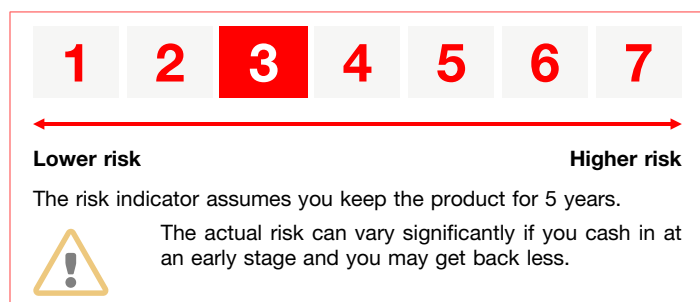 1 2 3 4 5 6 7
Lower risk Higher risk
The risk indicator assumes you keep the product for 5 years.
The actual risk can vary significantly if you cash in at
an early stage and you may get back less.